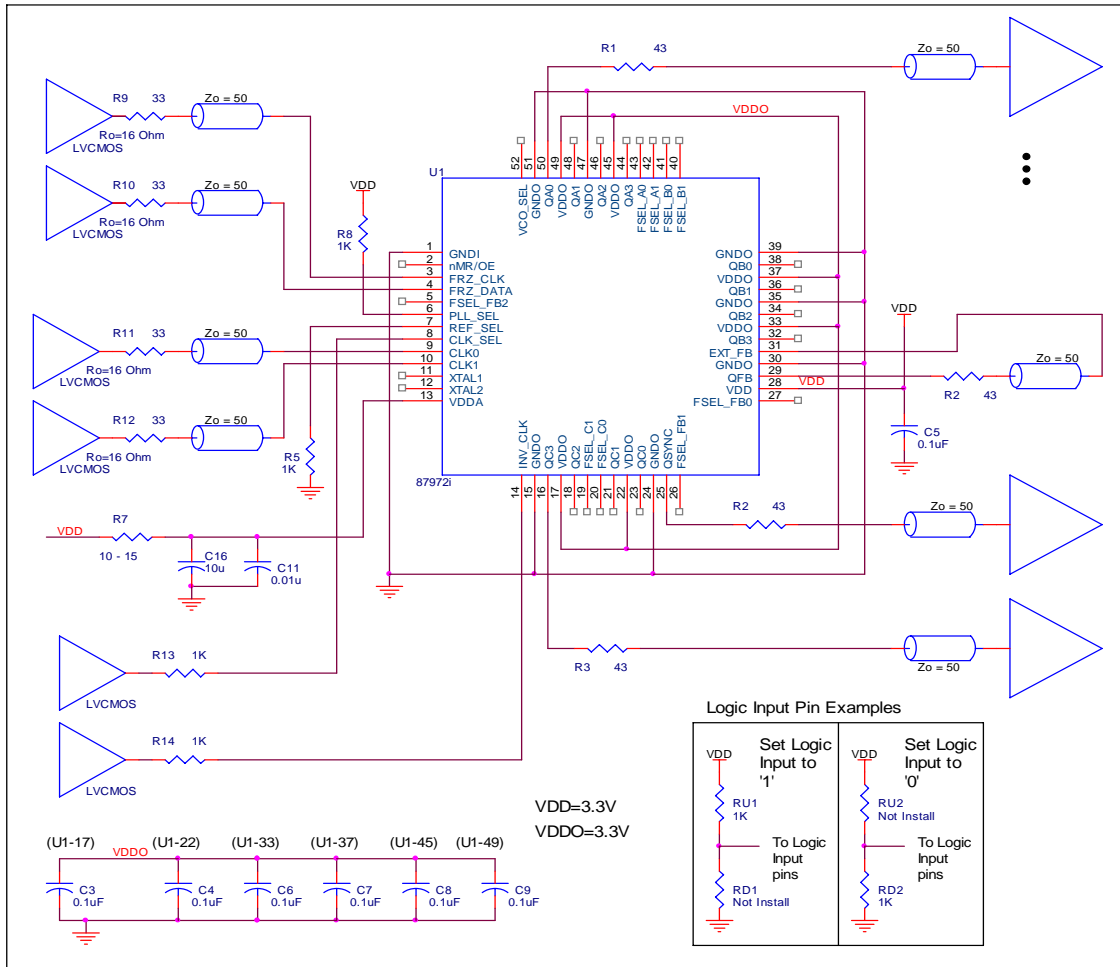 R1 43
Zo = 50
R9 33
Zo = 50
Ro=16 Ohm
LVCMOS
VDDO
R10 33
Zo = 50
Ro=16 Ohm
LVCMOS
VDD
R8
1K
U1
52 51 50 49 48 47 46 45 44 43 42 41 40
VCO_SEL
GNDO
QA0
VDDO
QA1
GNDO
QA2
VDDO
QA3
FSEL_A0
FSEL_A1
FSEL_B0
FSEL_B1
1 GNDI
2 nMR/OE
3 FRZ_CLK
4 FRZ_DATA
5 FSEL_FB2
6 PLL_SEL
7 REF_SEL
8 CLK_SEL
9 CLK0
10 CLK1
11 XTAL1
12 XTAL2
13 VDDA
GNDO 39
QB0 38
VDDO 37
QB1 36
GNDO 35
QB2 34
VDDO 33
QB3 32
EXT_FB 31
GNDO 30
QFB 29
VDD 28
FSEL_FB0 27
VDD
VDD
Zo = 50
R2 43
C5
0.1uF
R11 33
Zo = 50
Ro=16 Ohm
LVCMOS
R12 33
Zo = 50
Ro=16 Ohm
LVCMOS
R5
1K
INV_CLK
GNDO
QC3
VDDO
QC2
FSEL_C1
FSEL_C0
QC1
VDDO
QC0
GNDO
QSYNC
FSEL_FB1
87972i
14 15 16 17 18 19 20 21 22 23 24 25 26
R2 43
Zo = 50
VDD
R7
10 - 15
C16
10u
C11
0.01u
R13 1K
LVCMOS
R3 43
Zo = 50
R14 1K
LVCMOS
Logic Input Pin Examples
VDD
Set Logic
Input to
'1'
RU1
1K
To Logic
Input
pins
RD1
Not Install
VDD
Set Logic
Input to
'0'
RU2
Not Install
To Logic
Input
pins
RD2
1K
VDD=3.3V
VDDO=3.3V
(U1-17) (U1-22) (U1-33) (U1-37) (U1-45) (U1-49)
VDDO
C3
0.1uF
C4
0.1uF
C6
0.1uF
C7
0.1uF
C8
0.1uF
C9
0.1uF